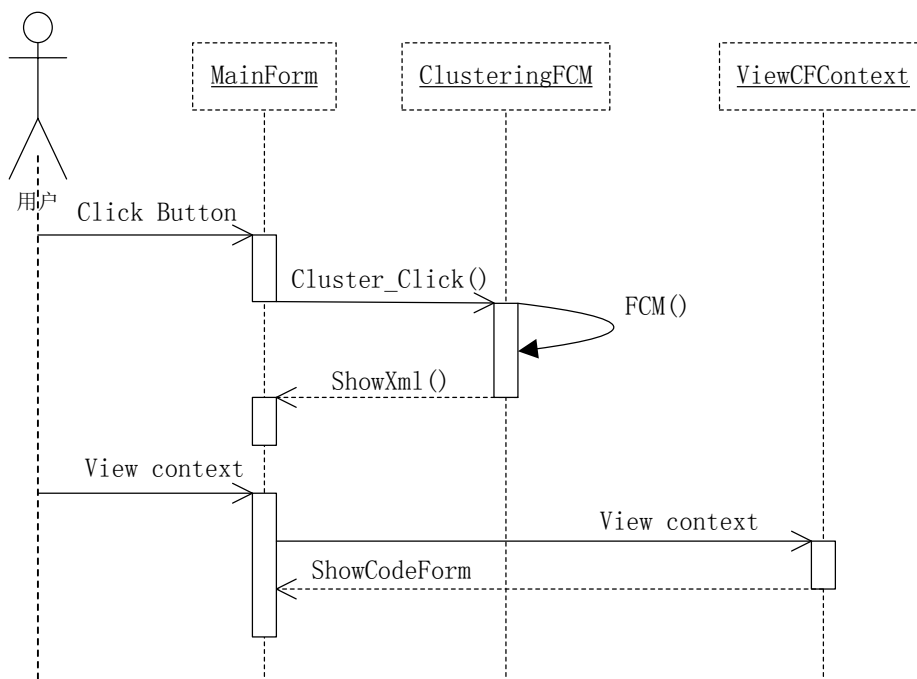 MainForm
ClusteringFCM
ViewCFContext
用户
Click Button
Cluster_Click()
FCM()
ShowXml()
View context
View context
ShowCodeForm